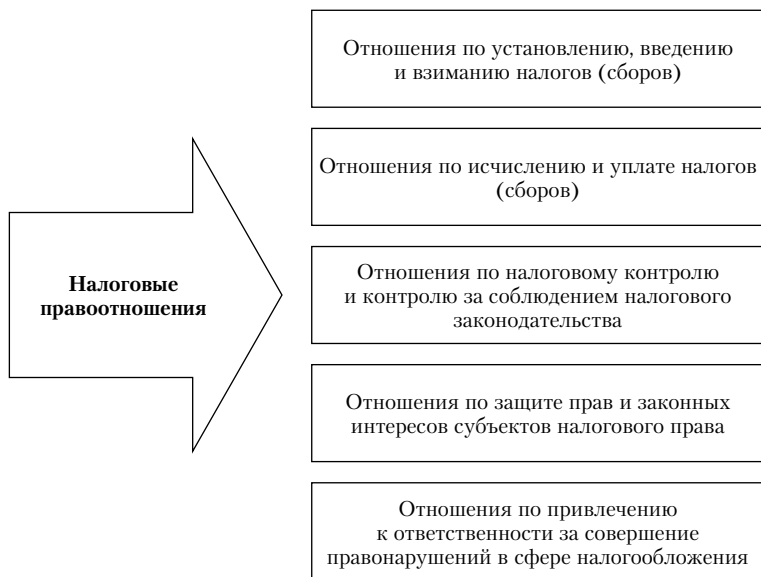 Отношения по установлению, введению
и взиманию налогов (сборов)
Отношения по исчислению и уплате налогов
(сборов)
Налоговые
правоотношения
Отношения по налоговому контролю
и контролю за соблюдением налогового
законодательства
Отношения по защите прав и законных
интересов субъектов налогового права
Отношения по привлечению
к ответственности за совершение
правонарушений в сфере налогообложения